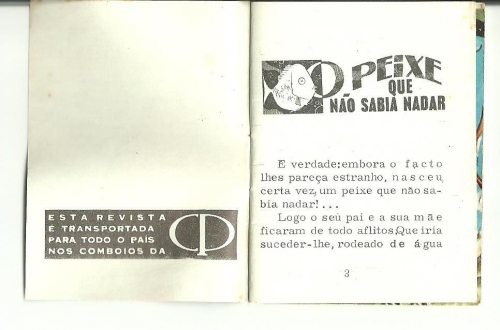 ESTA REVISTA
É TRANSPORTADA
PARA TODO O PAÍS
NOS COMBOIOS DA
CP
O PEIXE
QUE
NÃO SABIA NADAR
E verdade:embora o facto
lhes pareça estranho, nasceu,
certa vez, um peixe que não sa-
bia nadar!...
Logo o seu pai e a sua mãe
ficaram de todo aflitos.Que iria
suceder-lhe, rodeado de água
3